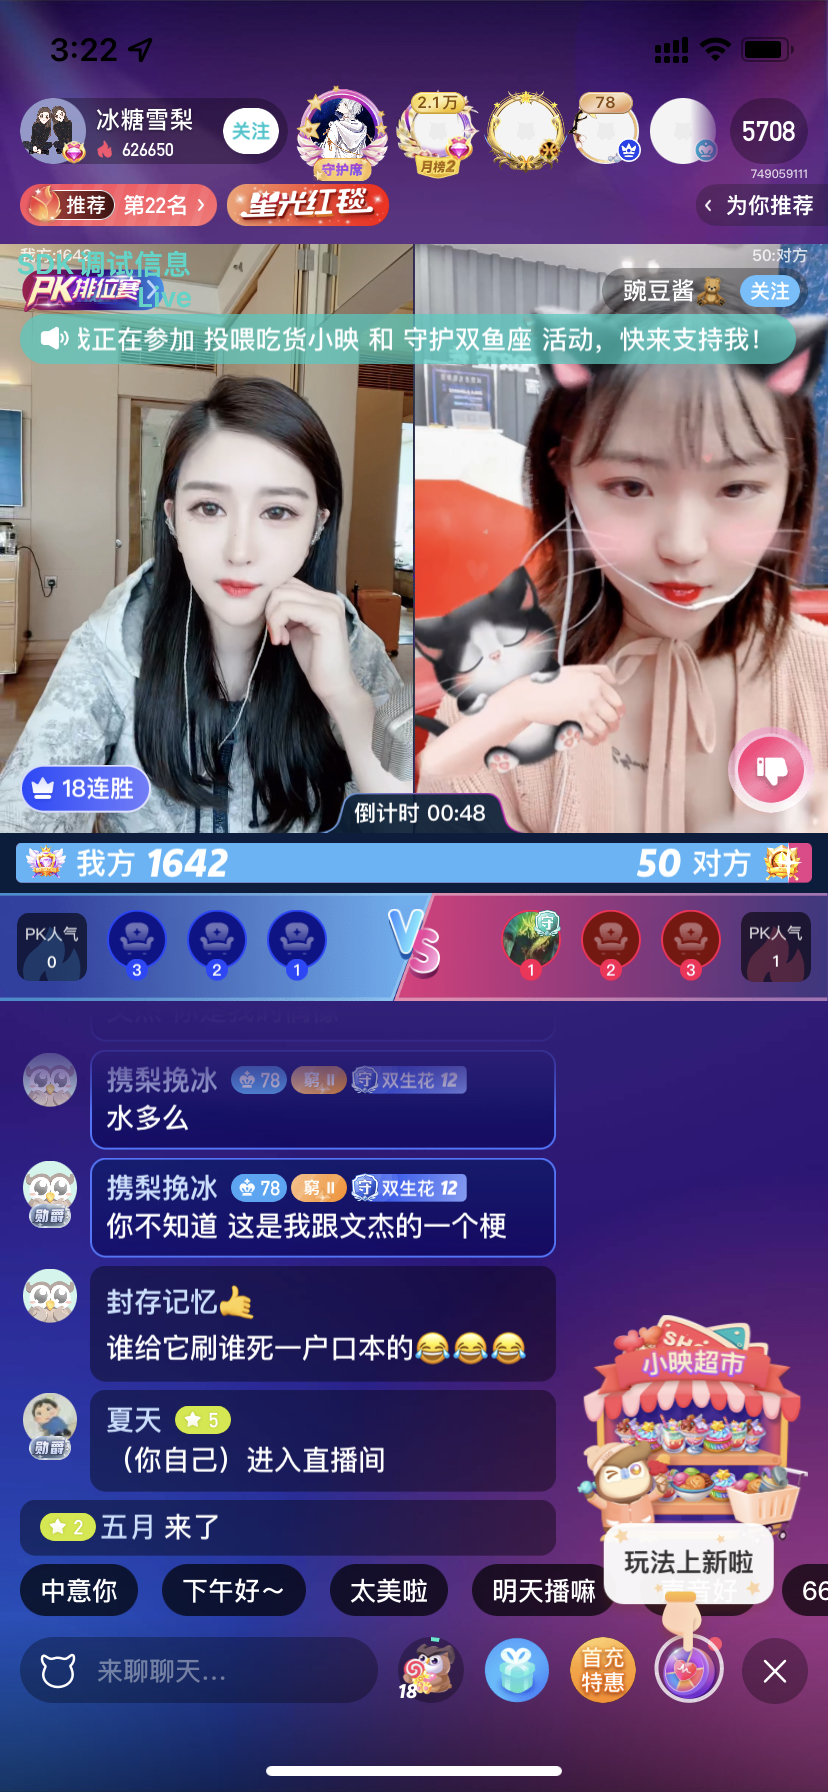 3:22
冰糖雪梨
626650
关注
守护席
2.1万
月榜2
78
5708
749059111
推荐 第22名
星光红毯
为你推荐
我方:1642
50:对方
SDK 调试信息
PK排位赛
Live
豌豆酱
关注
正在参加 投喂吃货小映 和 守护双鱼座 活动，快来支持我！
18连胜
倒计时 00:48
我方 1642
50 对方
PK人气
0
3
2
1
VS
1
守
2
3
PK人气
1
携梨挽冰 78 窮 II 守 双生花 12
水多么
携梨挽冰 78 窮 II 守 双生花 12
勋爵
你不知道 这是我跟文杰的一个梗
封存记忆
谁给它刷谁死一户口本的
夏天 5
勋爵
（你自己）进入直播间
2 五月 来了
小映超市
玩法上新啦
中意你
下午好～
太美啦
明天播嘛
来聊聊天...
18
首充
特惠